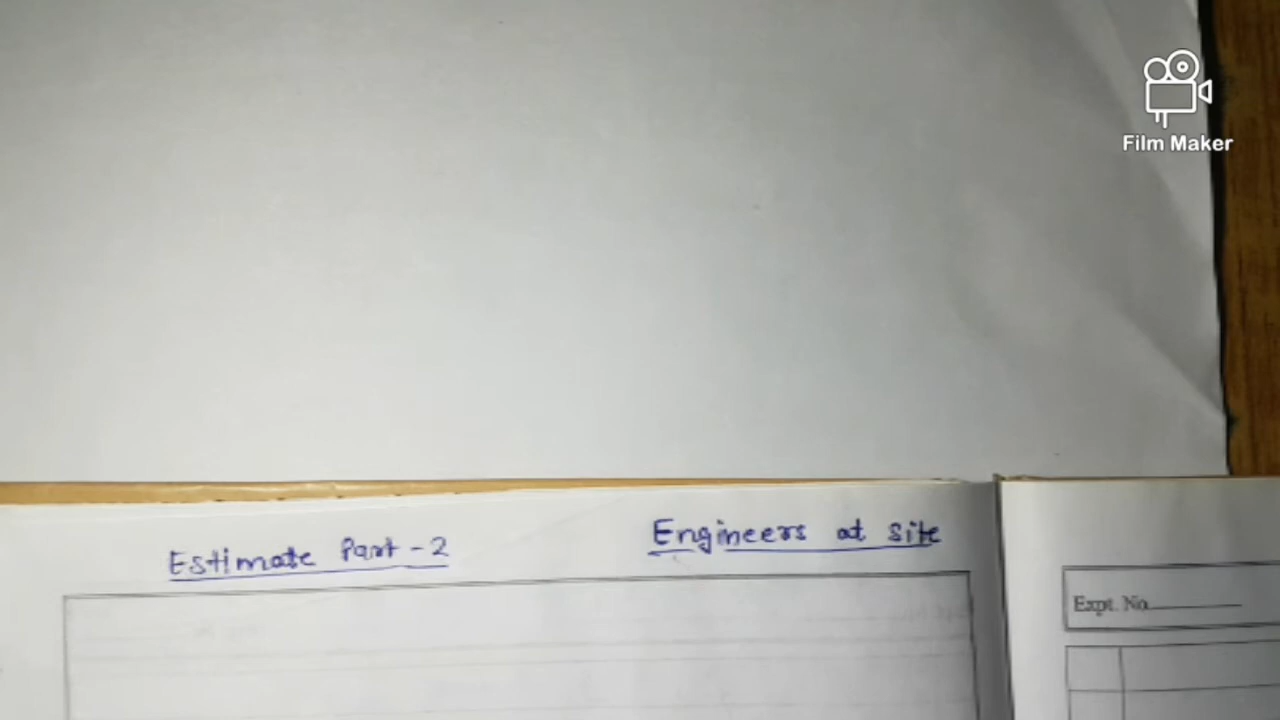 Film Maker
Estimate Part - 2
Engineers at site
Expt. No.